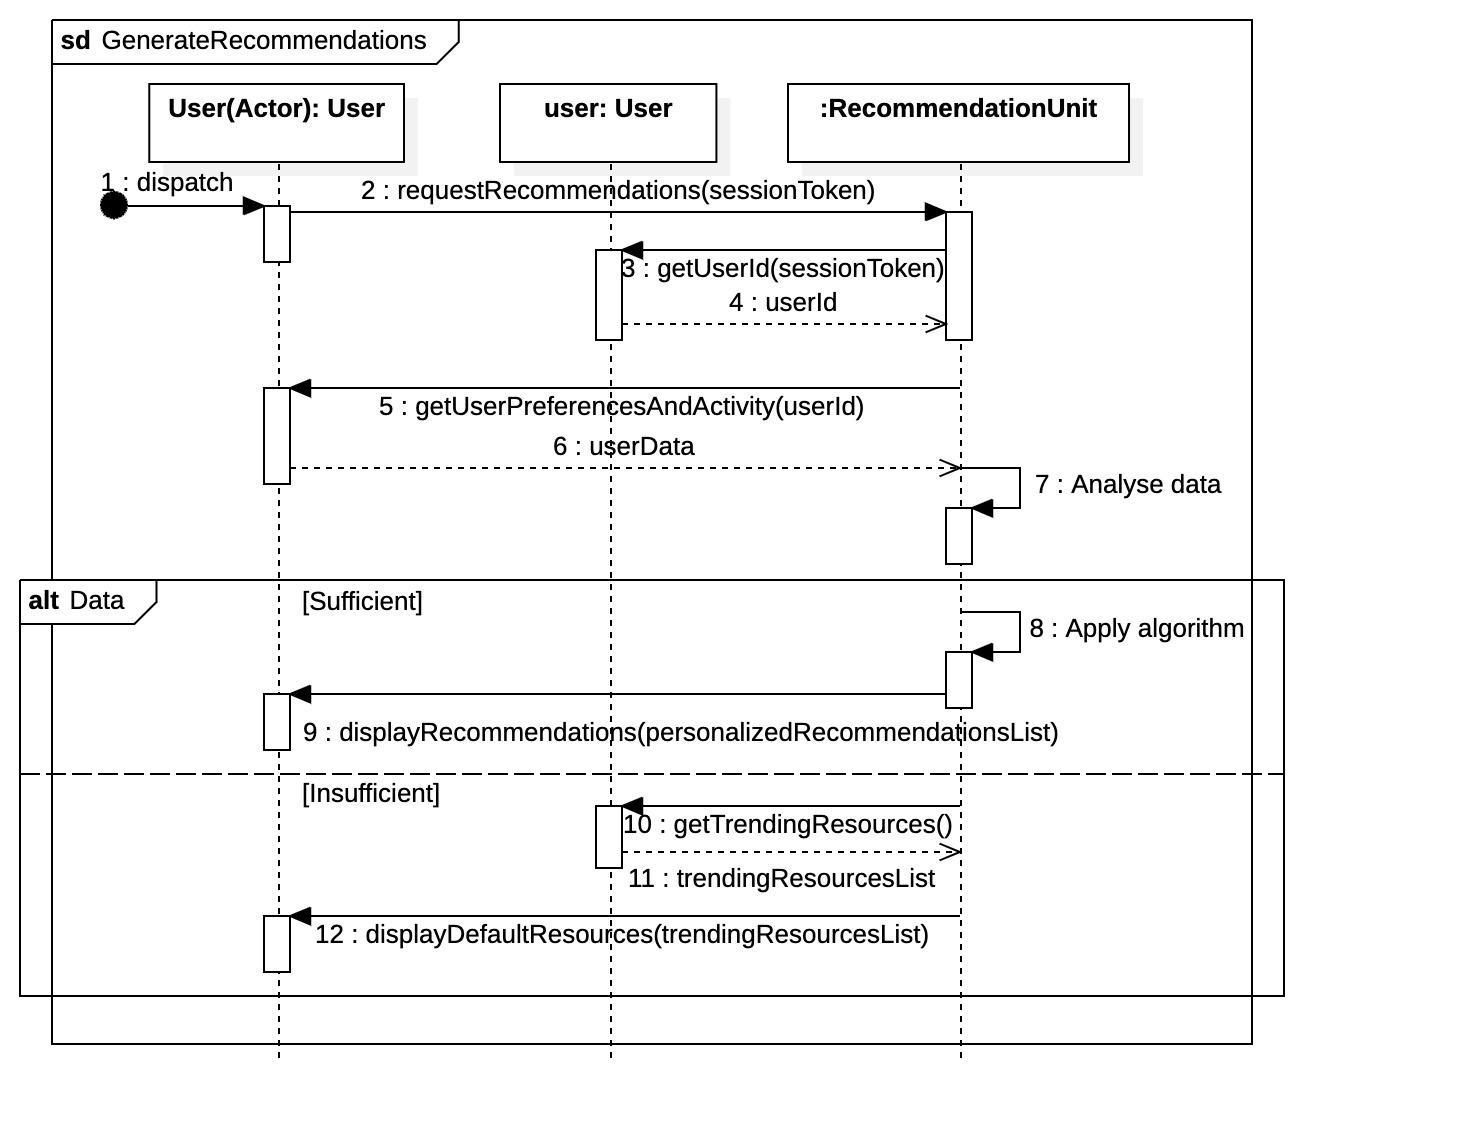 sd GenerateRecommendations
User(Actor): User
user: User
:RecommendationUnit
1 : dispatch
2 : requestRecommendations(sessionToken)
3 : getUserId(sessionToken)
4 : userId
5 : getUserPreferencesAndActivity(userId)
6 : userData
7 : Analyse data
alt Data
[Sufficient]
8 : Apply algorithm
9 : displayRecommendations(personalizedRecommendationsList)
[Insufficient]
10 : getTrendingResources()
11 : trendingResourcesList
12 : displayDefaultResources(trendingResourcesList)